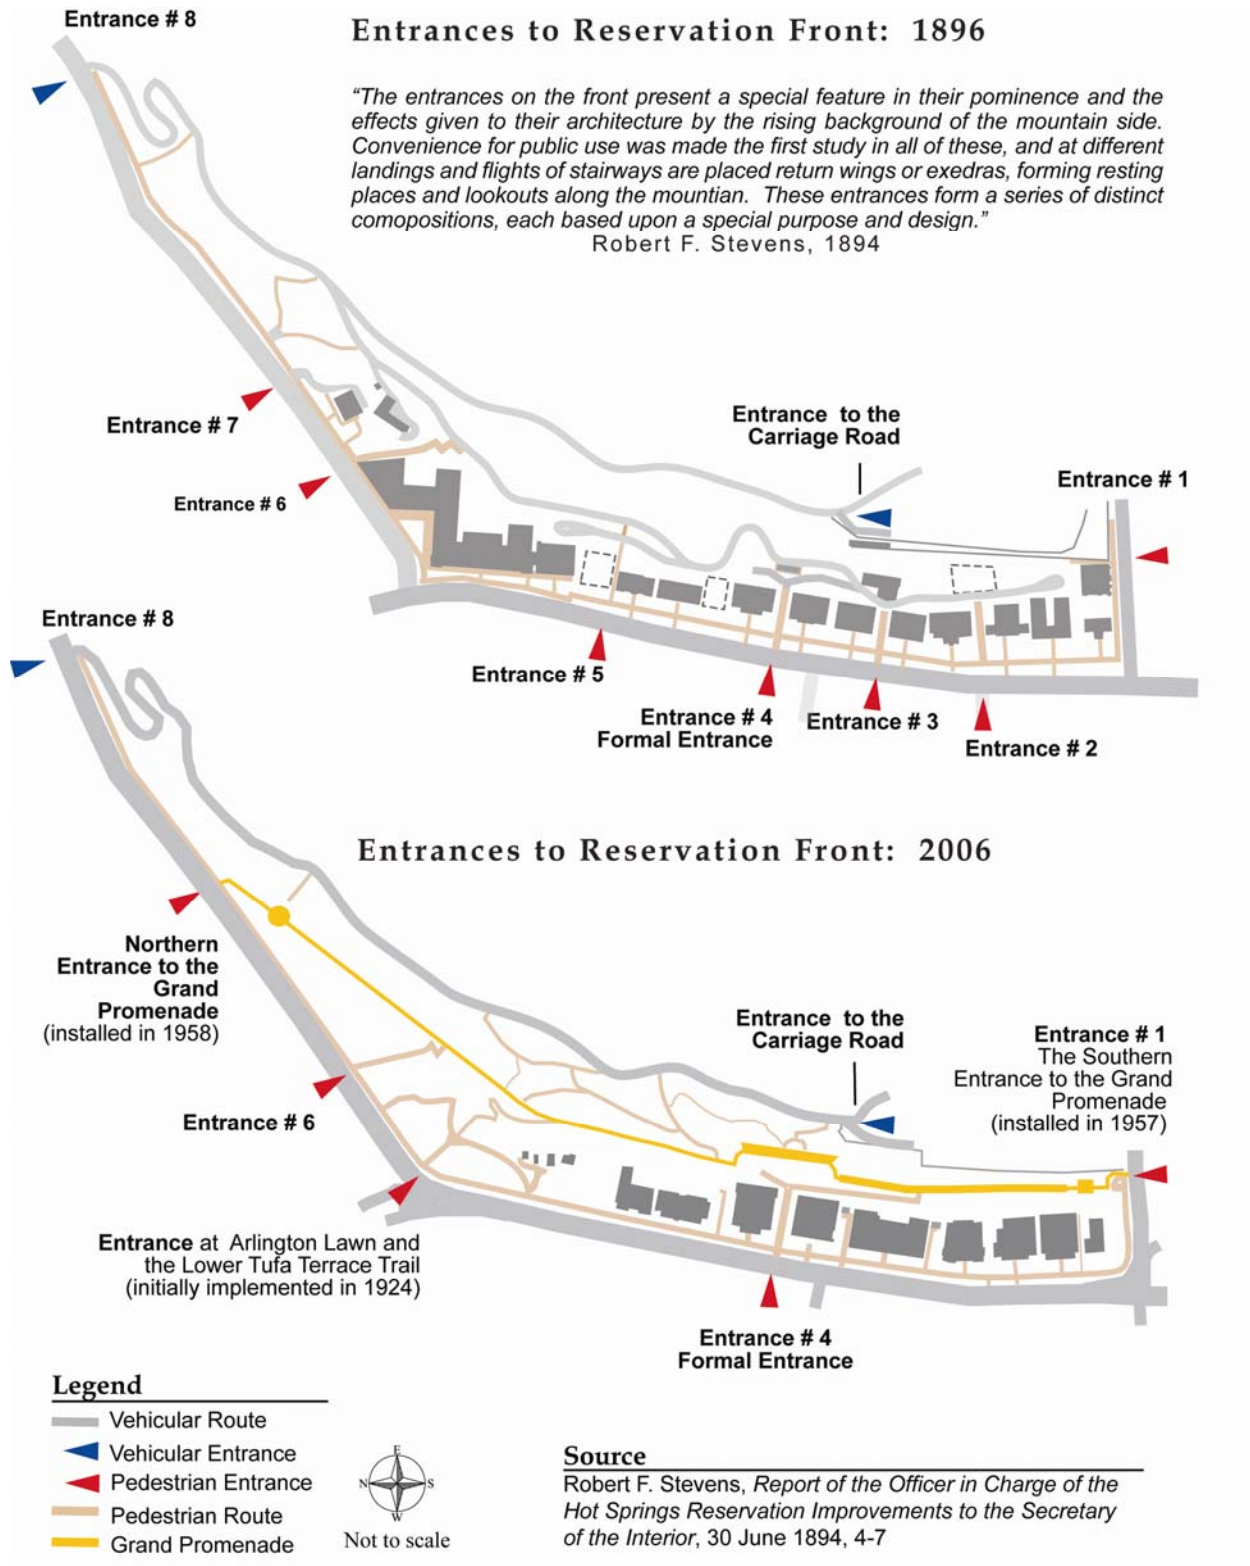 Entrance # 8
Entrances to Reservation Front: 1896
“The entrances on the front present a special feature in their pominence and the
effects given to their architecture by the rising background of the mountain side.
Convenience for public use was made the first study in all of these, and at different
landings and flights of stairways are placed return wings or exedras, forming resting
places and lookouts along the mountian. These entrances form a series of distinct
comopositions, each based upon a special purpose and design.”
Robert F. Stevens, 1894
Entrance # 7
Entrance # 6
Entrance to the
Carriage Road
Entrance # 1
Entrance # 5
Entrance # 4
Formal Entrance
Entrance # 3
Entrance # 2
Entrance # 8
Entrances to Reservation Front: 2006
Northern
Entrance to the
Grand
Promenade
(installed in 1958)
Entrance # 6
Entrance to the
Carriage Road
Entrance # 1
The Southern
Entrance to the Grand
Promenade
(installed in 1957)
Entrance at Arlington Lawn and
the Lower Tufa Terrace Trail
(initially implemented in 1924)
Entrance # 4
Formal Entrance
Legend
Vehicular Route
Vehicular Entrance
Pedestrian Entrance
Pedestrian Route
Grand Promenade
E
N
S
W
Not to scale
Source
Robert F. Stevens, Report of the Officer in Charge of the
Hot Springs Reservation Improvements to the Secretary
of the Interior, 30 June 1894, 4-7